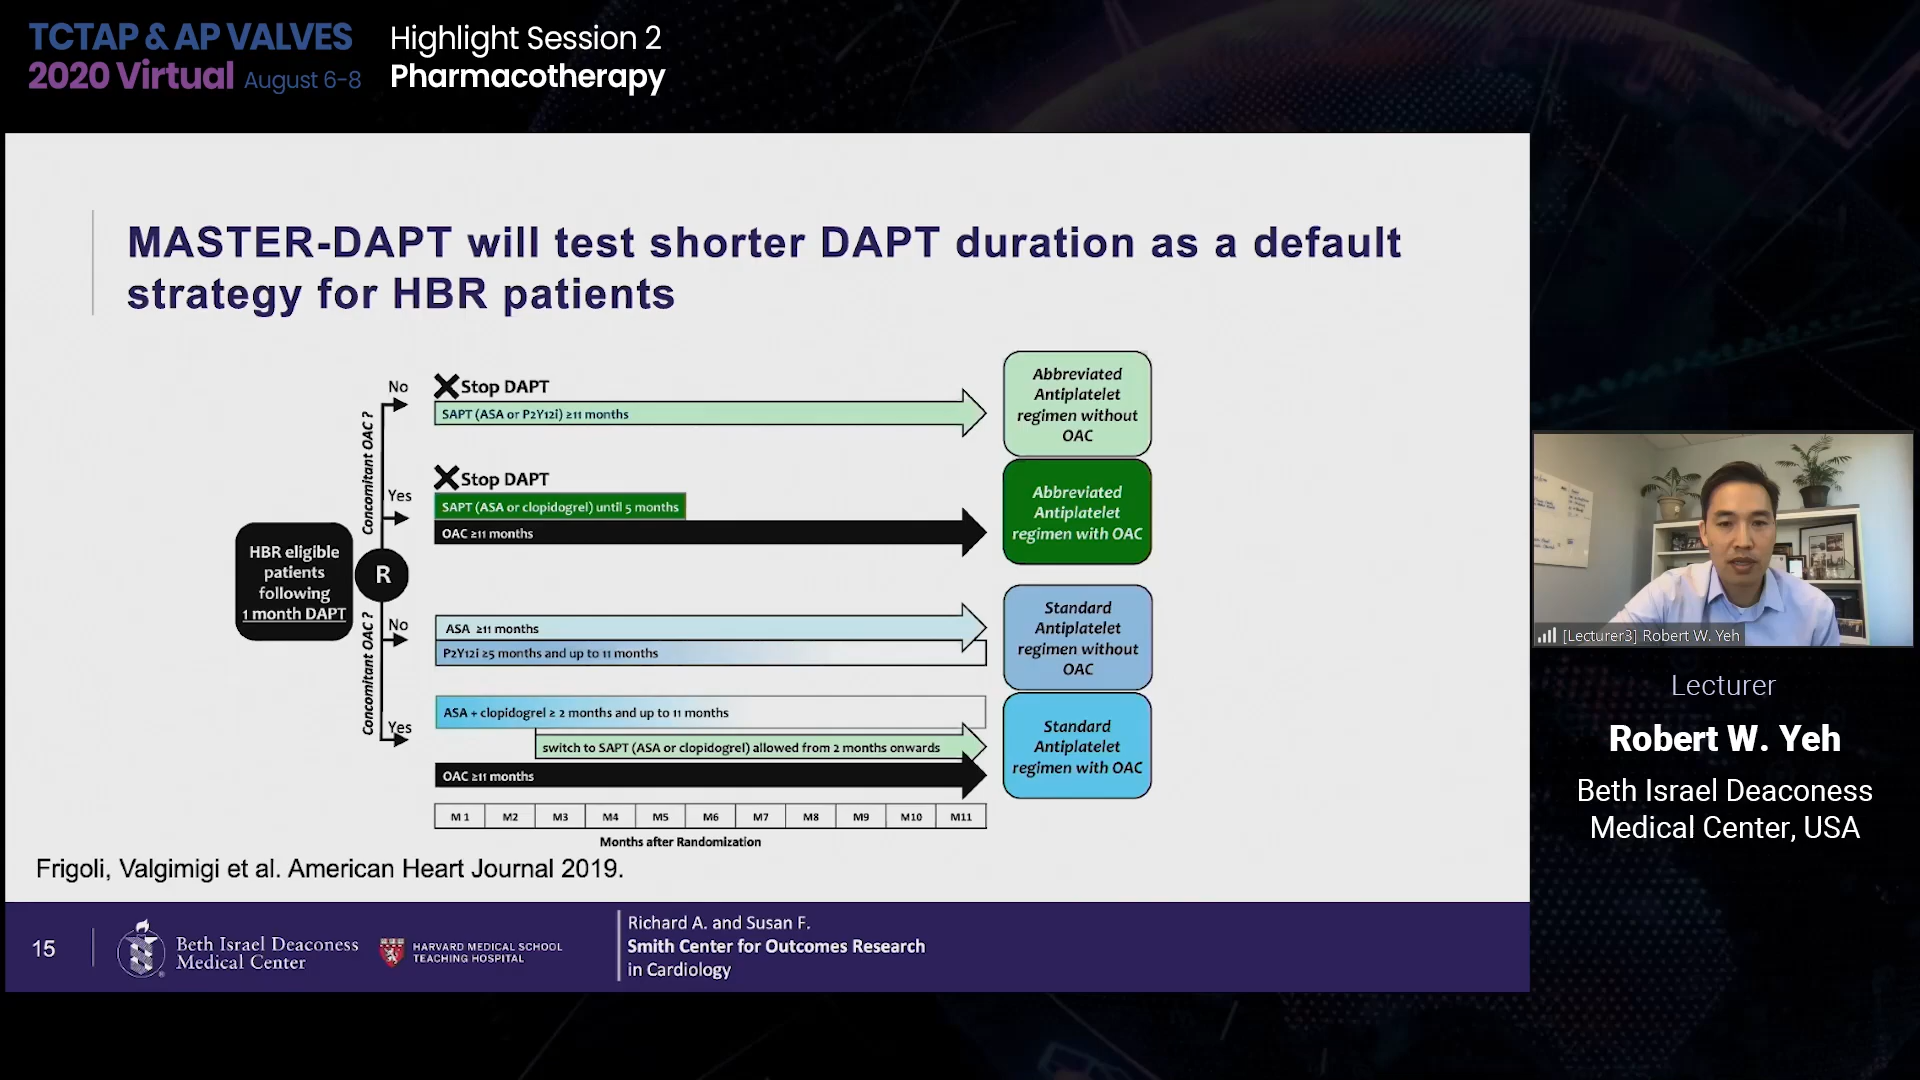 TCTAP & AP VALVES
2020 Virtual August 6-8
Highlight Session 2
Pharmacotherapy
MASTER-DAPT will test shorter DAPT duration as a default
strategy for HBR patients
HBR eligible
patients
following
1 month DAPT
R
Concomitant OAC ?
No
Yes
Concomitant OAC ?
No
Yes
Stop DAPT
SAPT (ASA or P2Y12i) ≥11 months
Abbreviated
Antiplatelet
regimen without
OAC
Stop DAPT
SAPT (ASA or clopidogrel) until 5 months
OAC ≥11 months
Abbreviated
Antiplatelet
regimen with OAC
ASA ≥11 months
P2Y12i ≥5 months and up to 11 months
Standard
Antiplatelet
regimen without
OAC
ASA + clopidogrel ≥ 2 months and up to 11 months
switch to SAPT (ASA or clopidogrel) allowed from 2 months onwards
OAC ≥11 months
Standard
Antiplatelet
regimen with OAC
M 1 M2 M3 M4 M5 M6 M7 M8 M9 M10 M11
Months after Randomization
Frigoli, Valgimigi et al. American Heart Journal 2019.
15
Beth Israel Deaconess
Medical Center
HARVARD MEDICAL SCHOOL
TEACHING HOSPITAL
Richard A. and Susan F.
Smith Center for Outcomes Research
in Cardiology
[Lecturer3] Robert W. Yeh
Lecturer
Robert W. Yeh
Beth Israel Deaconess
Medical Center, USA